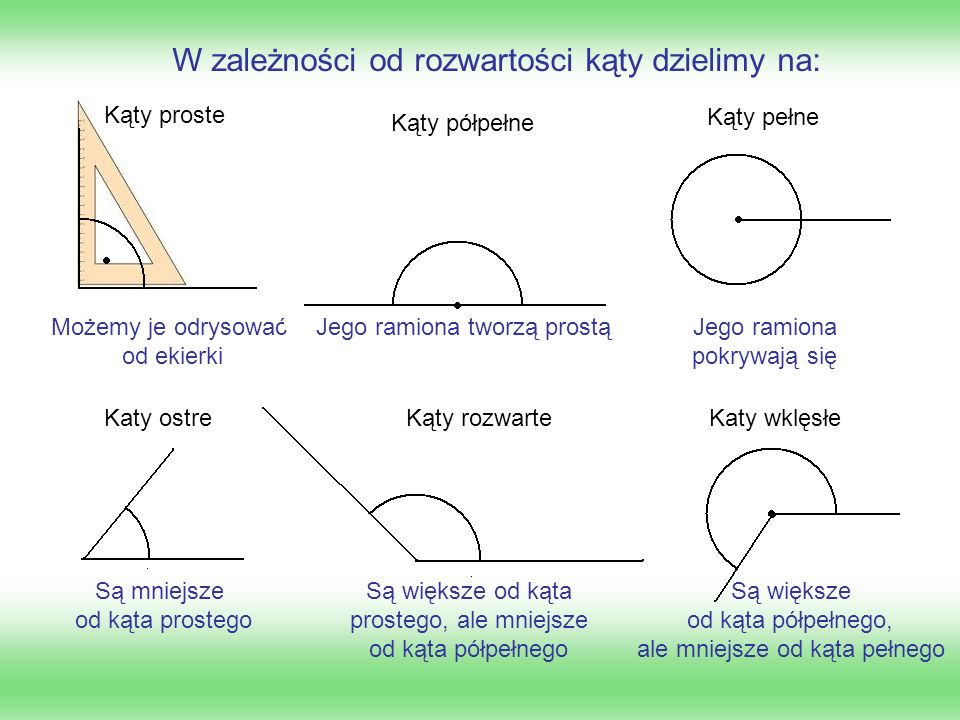 W zależności od rozwartości kąty dzielimy na:
Kąty proste
Kąty półpełne
Kąty pełne
Możemy je odrysować
od ekierki
Jego ramiona tworzą prostą
Jego ramiona
pokrywają się
Katy ostre
Kąty rozwarte
Katy wklęsłe
Są mniejsze
od kąta prostego
Są większe od kąta
prostego, ale mniejsze
od kąta półpełnego
Są większe
od kąta półpełnego,
ale mniejsze od kąta pełnego